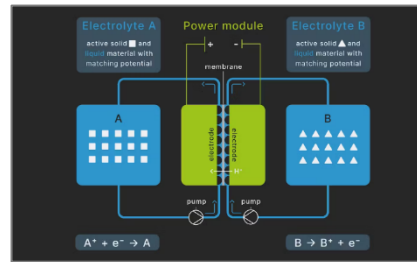 Electrolyte A
active solid and
liquid material with
matching potential
Power module
+ -
membrane
Electrolyte B
active solid and
liquid material with
matching potential
A
electrode
electrode
B
H⁺
pump
pump
A⁺ + e⁻ → A
B → B⁺ + e⁻